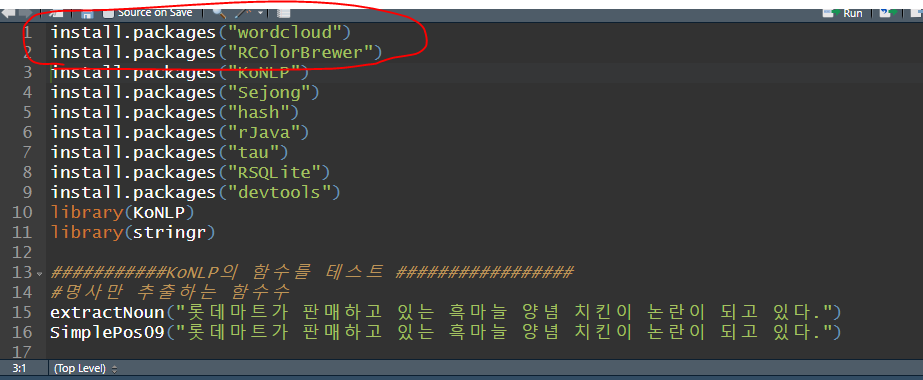 Source on Save
Run
1 install.packages("wordcloud")
2 install.packages("RColorBrewer")
3 install.packages("KoNLP")
4 install.packages("Sejong")
5 install.packages("hash")
6 install.packages("rJava")
7 install.packages("tau")
8 install.packages("RSQLite")
9 install.packages("devtools")
10 library(KoNLP)
11 library(stringr)
12
13 ###########KoNLP의 함수를 테스트 #################
14 #명사만 추출하는 함수수
15 extractNoun("롯데마트가 판매하고 있는 흑마늘 양념 치킨이 논란이 되고 있다.")
16 SimplePos09("롯데마트가 판매하고 있는 흑마늘 양념 치킨이 논란이 되고 있다.")
17
3:1 (Top Level)